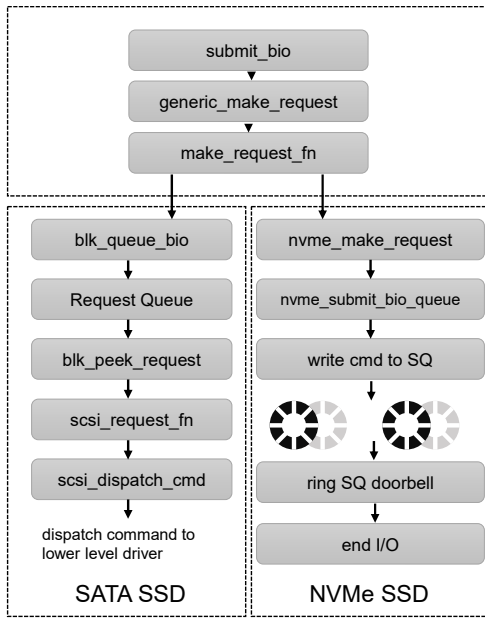 submit_bio
generic_make_request
make_request_fn
blk_queue_bio
Request Queue
blk_peek_request
scsi_request_fn
scsi_dispatch_cmd
dispatch command to
lower level driver
SATA SSD
nvme_make_request
nvme_submit_bio_queue
write cmd to SQ
ring SQ doorbell
end I/O
NVMe SSD